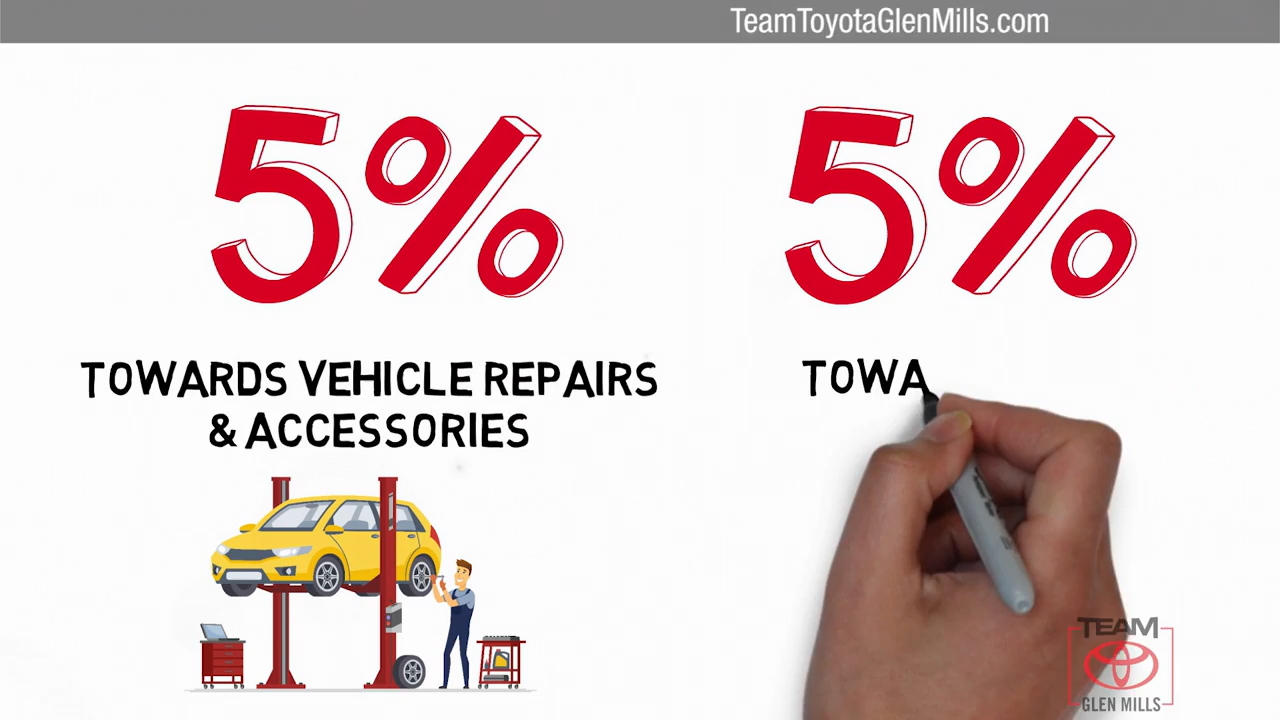 TeamToyotaGlenMills.com
5% 5%
TOWARDS VEHICLE REPAIRS
& ACCESSORIES
TOWA
TEAM
GLEN MILLS